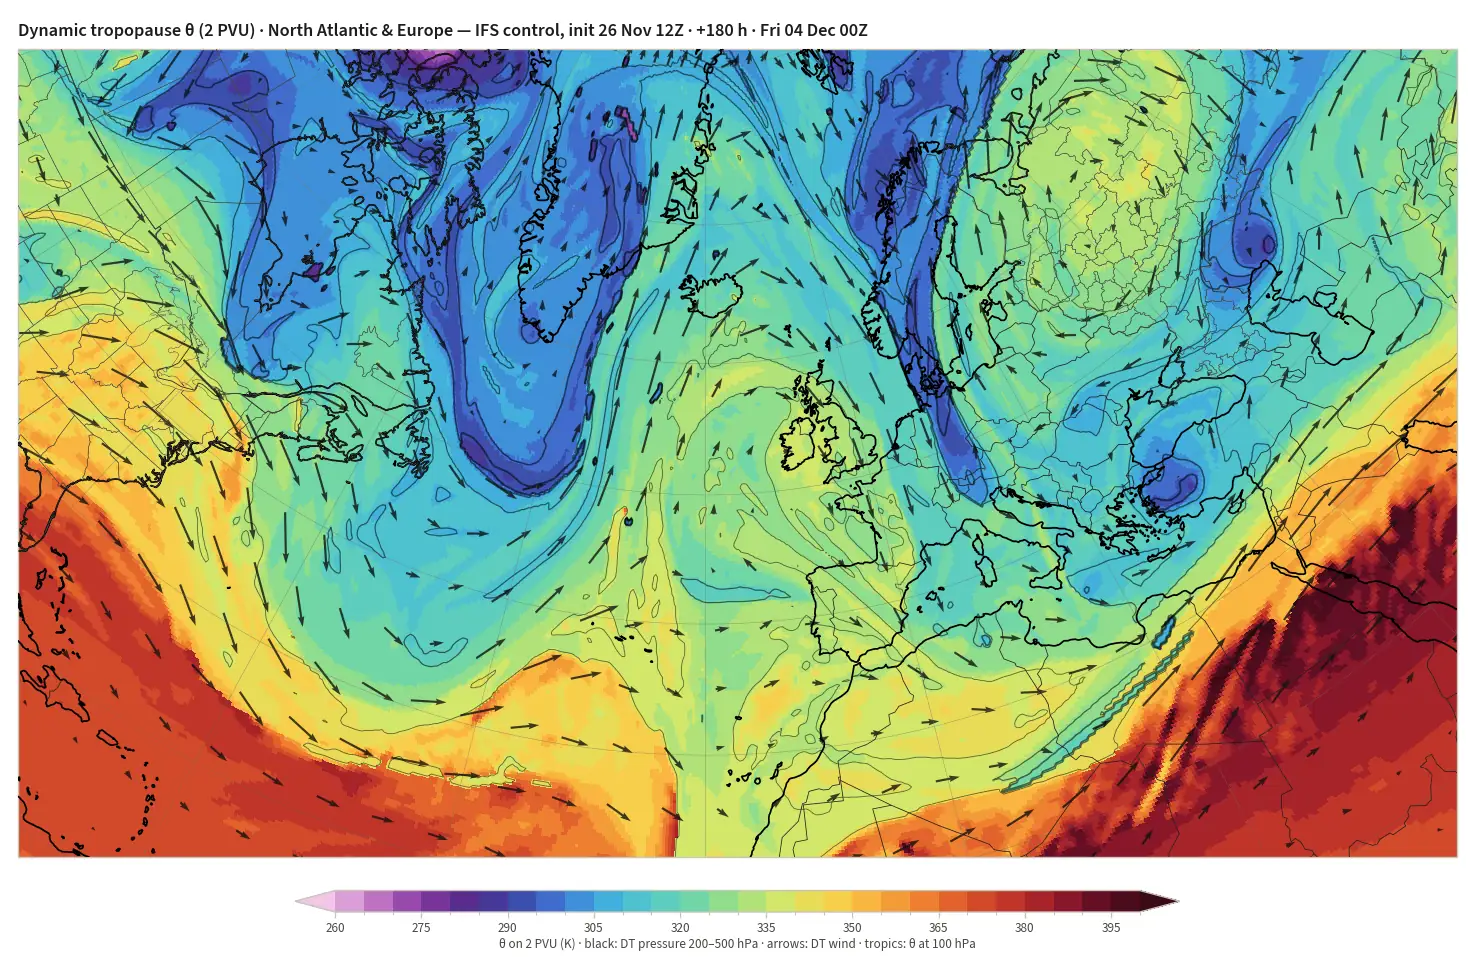 Dynamic tropopause θ (2 PVU) · North Atlantic & Europe — IFS control, init 26 Nov 12Z · +180 h · Fri 04 Dec 00Z
260 275 290 305 320 335 350 365 380 395
θ on 2 PVU (K) · black: DT pressure 200–500 hPa · arrows: DT wind · tropics: θ at 100 hPa